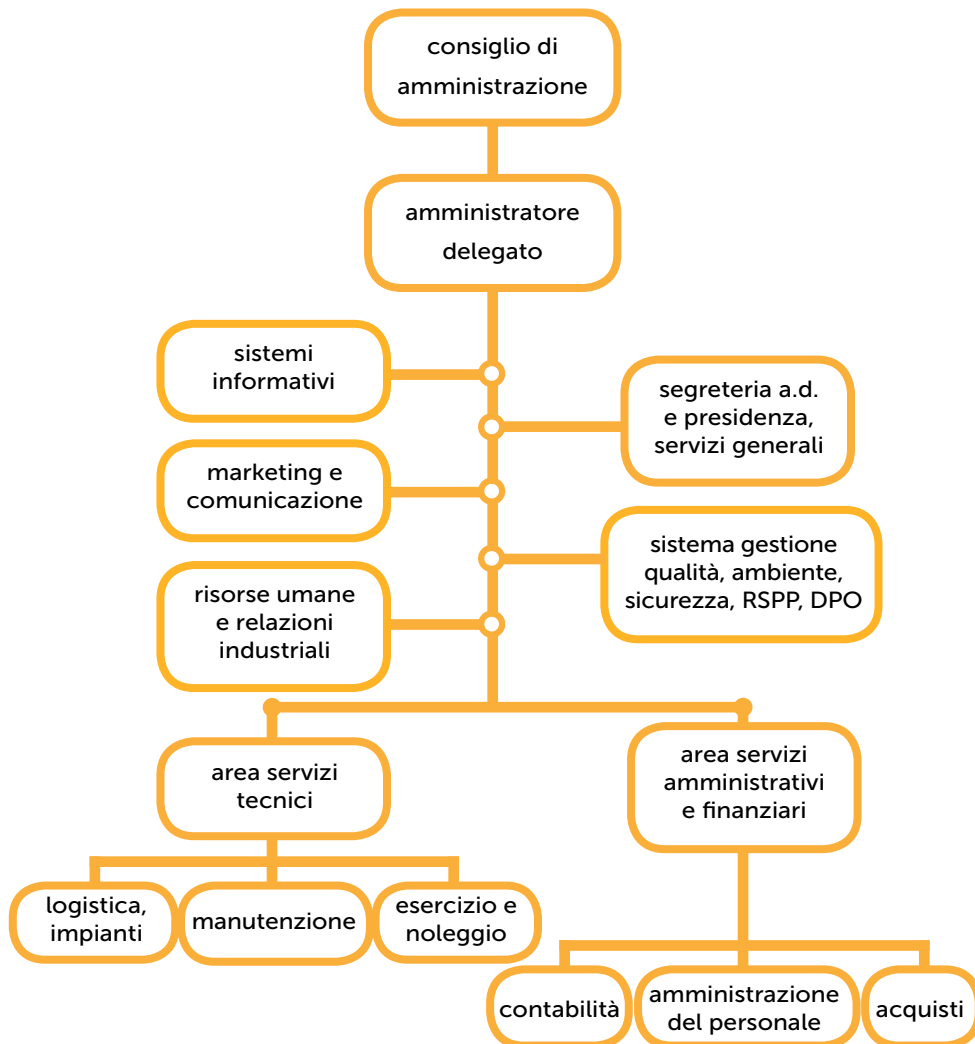 consiglio di
amministrazione
amministratore
delegato
sistemi
informativi
segreteria a.d.
e presidenza,
servizi generali
marketing e
comunicazione
sistema gestione
qualità, ambiente,
sicurezza, RSPP, DPO
risorse umane
e relazioni
industriali
area servizi
tecnici
area servizi
amministrativi
e finanziari
logistica,
impianti
manutenzione
esercizio e
noleggio
contabilità
amministrazione
del personale
acquisti